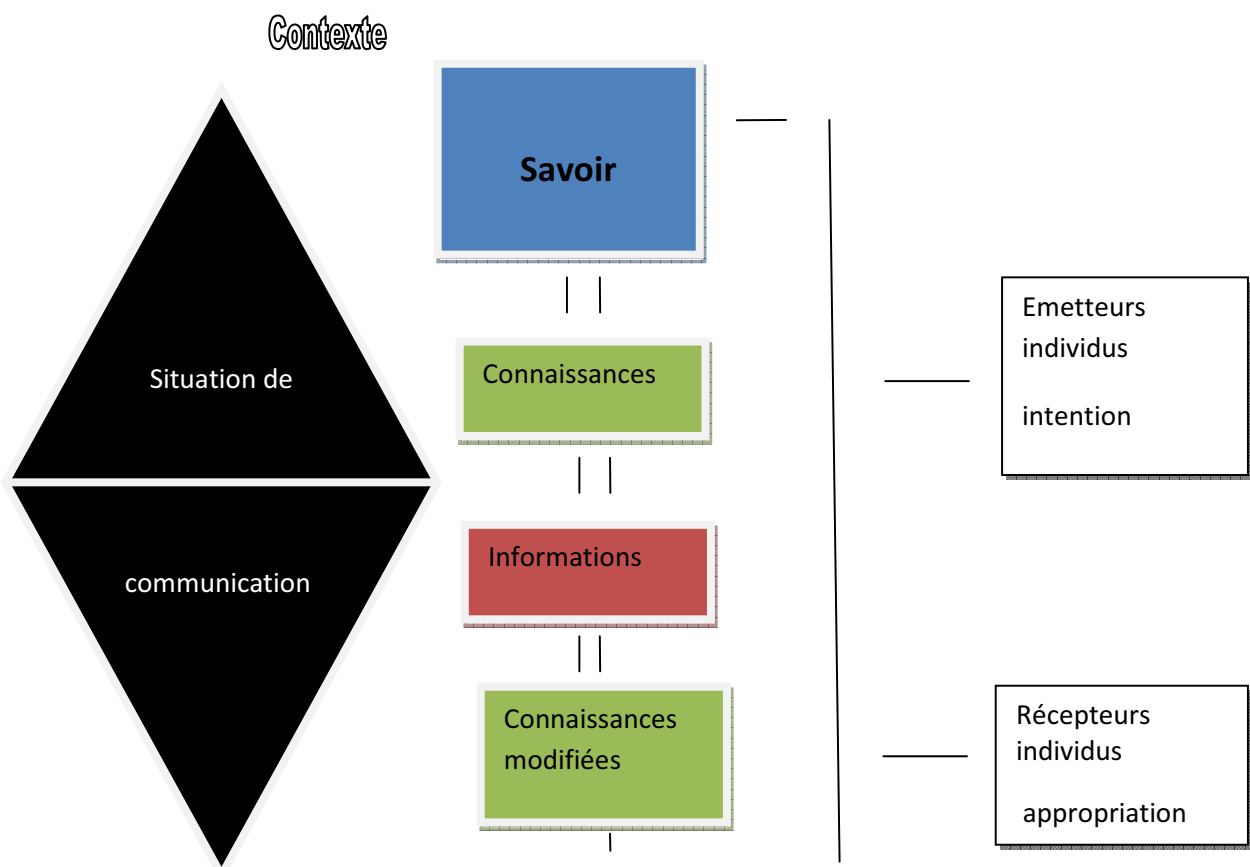 Contexte
Savoir
Situation de
communication
Connaissances
Informations
Connaissances
modifiées
Emetteurs
individus
intention
Récepteurs
individus
appropriation